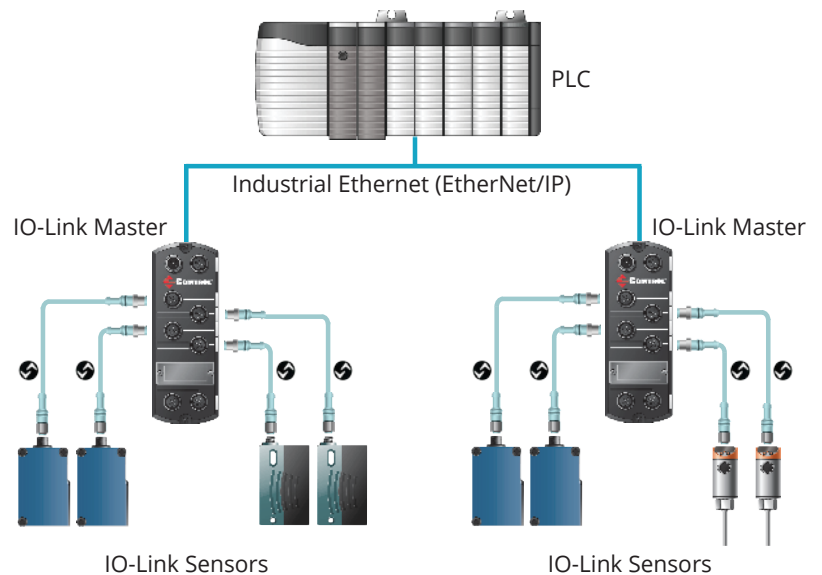 PLC
Industrial Ethernet (EtherNet/IP)
IO-Link Master
IO-Link Master
IO-Link Sensors
IO-Link Sensors